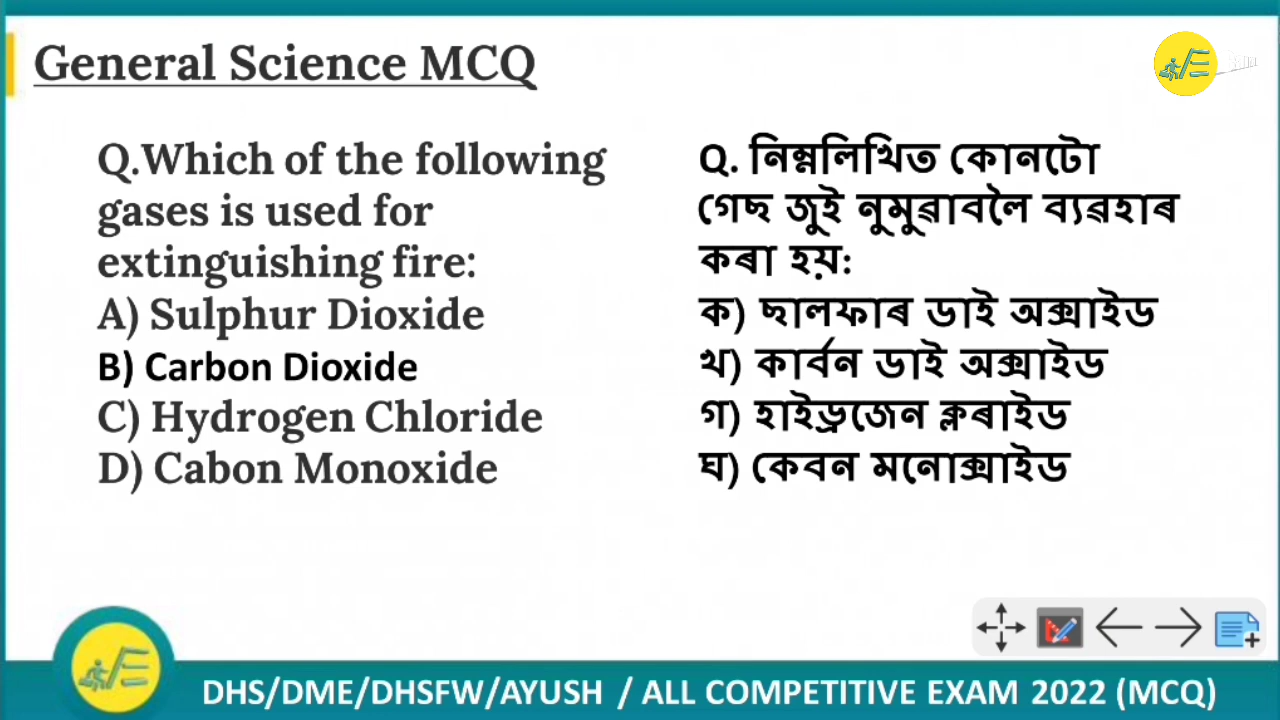 General Science MCQ
Q.Which of the following
gases is used for
extinguishing fire:
A) Sulphur Dioxide
B) Carbon Dioxide
C) Hydrogen Chloride
D) Cabon Monoxide
Q. নিম্নলিখিত কোনটো
গেছ জুই নুমুৱাবলৈ ব্যৱহাৰ
কৰা হয়:
ক) ছালফাৰ ডাই অক্সাইড
খ) কাৰ্বন ডাই অক্সাইড
গ) হাইড্ৰজেন ক্লৰাইড
ঘ) কেবন মনোক্সাইড
DHS/DME/DHSFW/AYUSH / ALL COMPETITIVE EXAM 2022 (MCQ)